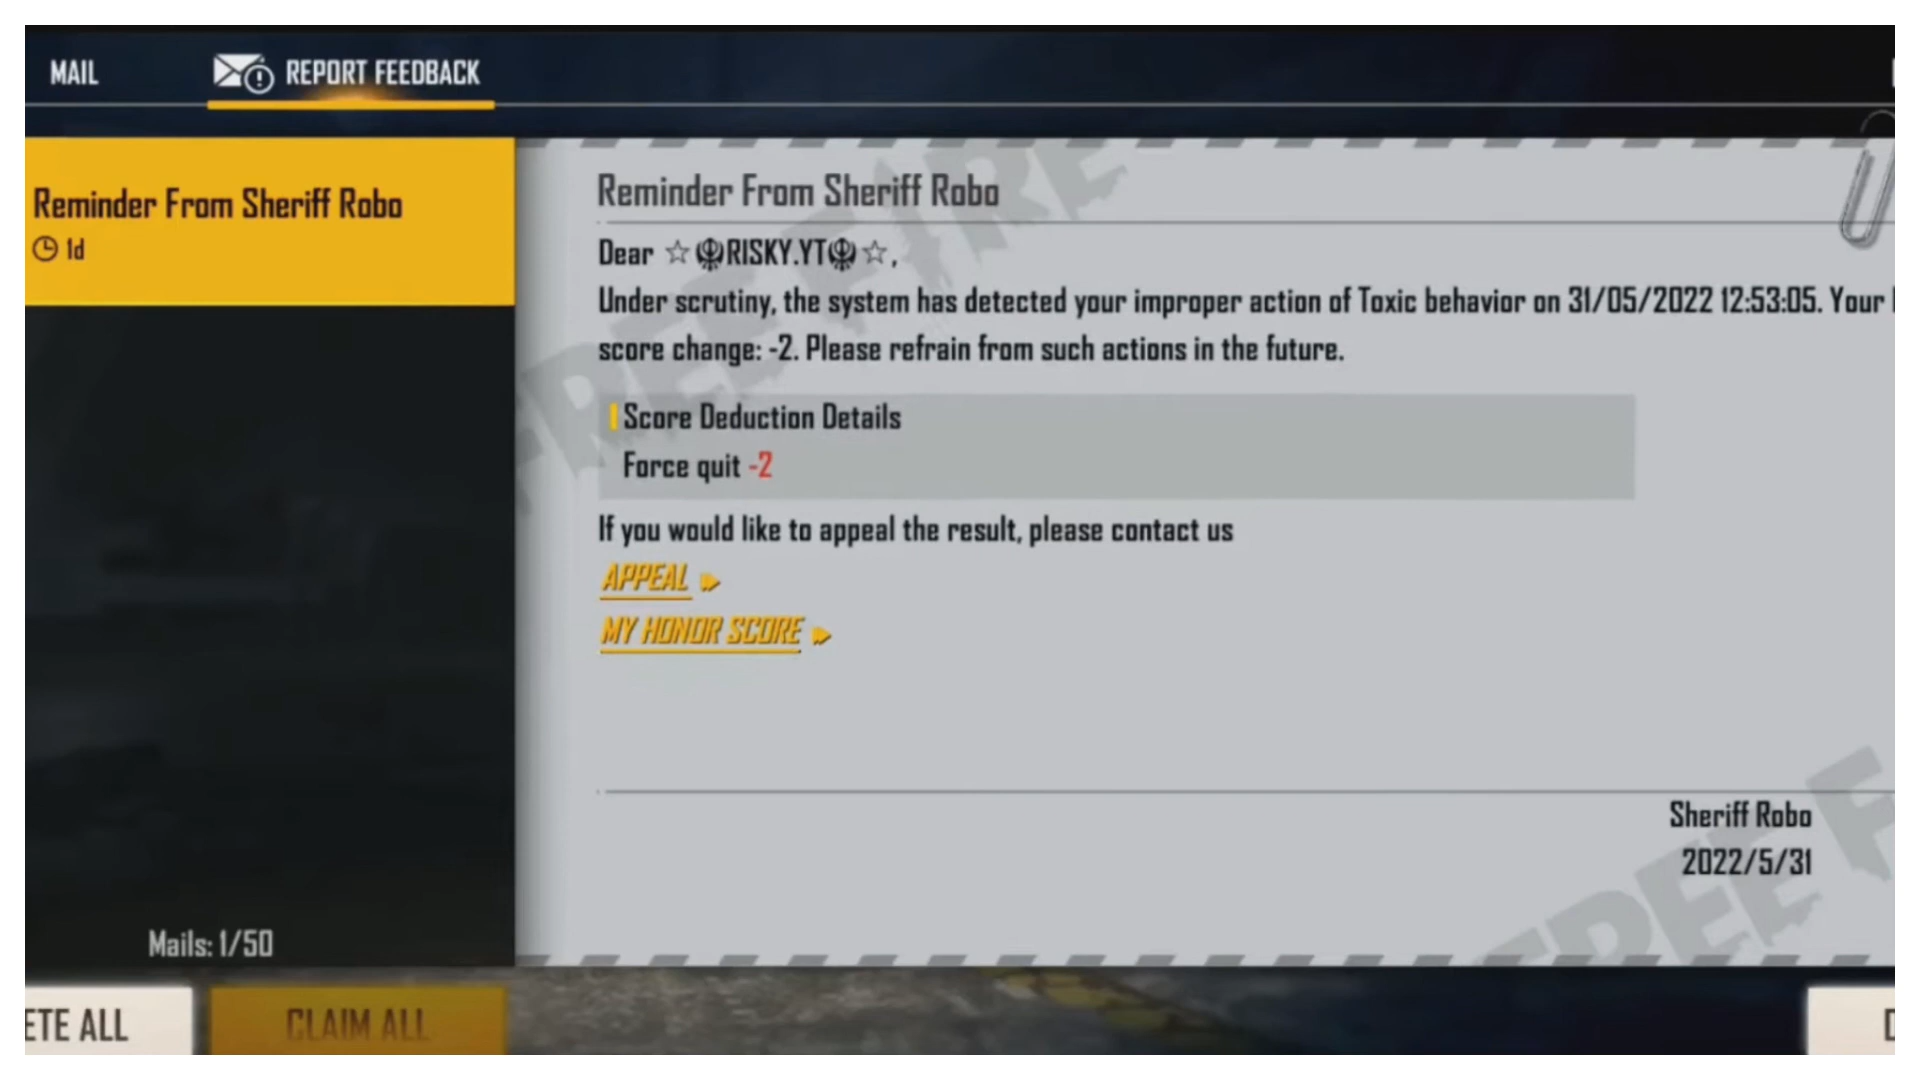 MAIL
REPORT FEEDBACK
Reminder From Sheriff Robo
1d
Reminder From Sheriff Robo
Dear ☆☬RISKY.YT☬☆,
Under scrutiny, the system has detected your improper action of Toxic behavior on 31/05/2022 12:53:05. Your
score change: -2. Please refrain from such actions in the future.
Score Deduction Details
Force quit -2
If you would like to appeal the result, please contact us
APPEAL
MY HONOR SCORE
Sheriff Robo
2022/5/31
Mails: 1/50
ETE ALL
CLAIM ALL
FREE FIRE
FREE F